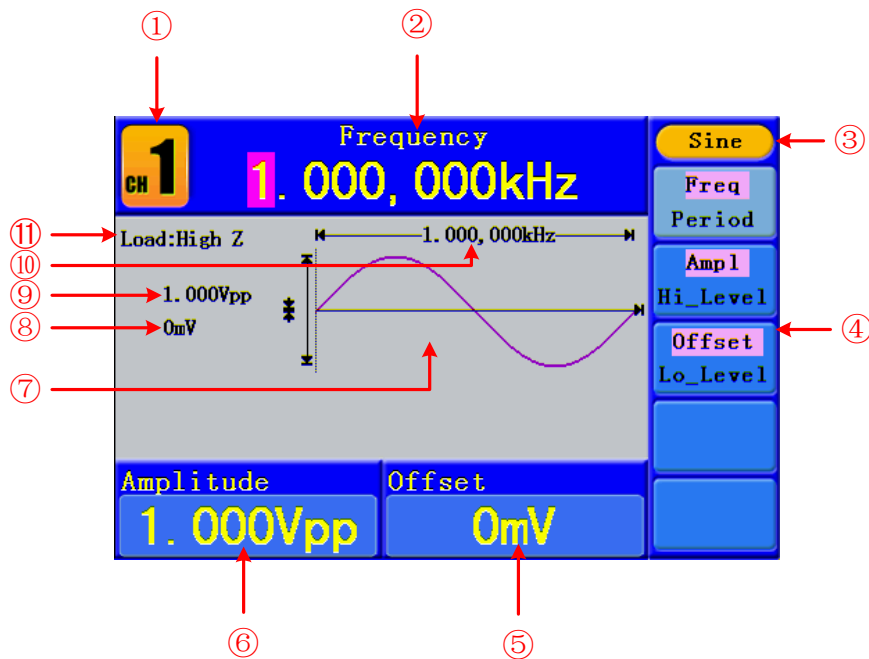 ① ②
CH 1
Frequency
1.000,000kHz
Sine
③
Freq
Period
Ampl
Hi_Level
④
Offset
Lo_Level
⑪
Load:High Z
1.000,000kHz
⑩
⑨
1.000Vpp
⑧
0mV
⑦
Amplitude
1.000Vpp
Offset
0mV
⑥ ⑤